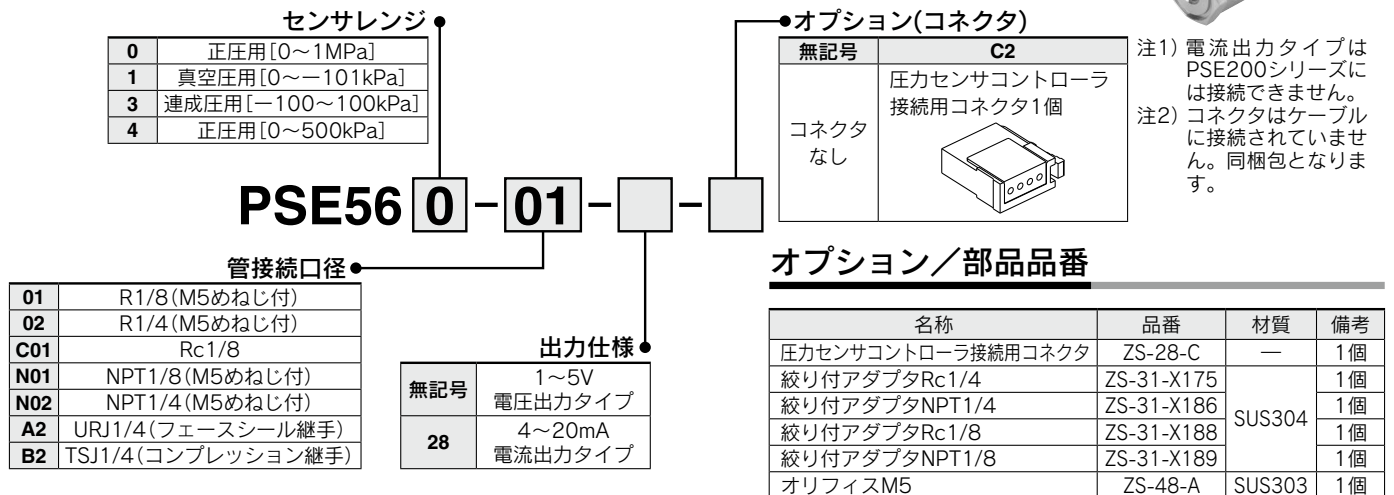 センサレンジ
0 正圧用[0～1MPa]
1 真空圧用[0～－101kPa]
3 連成圧用[－100～100kPa]
4 正圧用[0～500kPa]
オプション(コネクタ)
無記号 C2
コネクタ
なし
圧力センサコントローラ
接続用コネクタ1個
注1) 電流出力タイプは
PSE200シリーズに
は接続できません。
注2) コネクタはケーブル
に接続されていませ
ん。同梱包となりま
す。
PSE56 0 － 01 － －
管接続口径
01 R1/8(M5めねじ付)
02 R1/4(M5めねじ付)
C01 Rc1/8
N01 NPT1/8(M5めねじ付)
N02 NPT1/4(M5めねじ付)
A2 URJ1/4(フェースシール継手)
B2 TSJ1/4(コンプレッション継手)
出力仕様
無記号 1～5V
電圧出力タイプ
28 4～20mA
電流出力タイプ
オプション／部品品番
名称 品番 材質 備考
圧力センサコントローラ接続用コネクタ ZS-28-C ― 1個
絞り付アダプタRc1/4 ZS-31-X175 SUS304 1個
絞り付アダプタNPT1/4 ZS-31-X186 1個
絞り付アダプタRc1/8 ZS-31-X188 1個
絞り付アダプタNPT1/8 ZS-31-X189 1個
オリフィスM5 ZS-48-A SUS303 1個